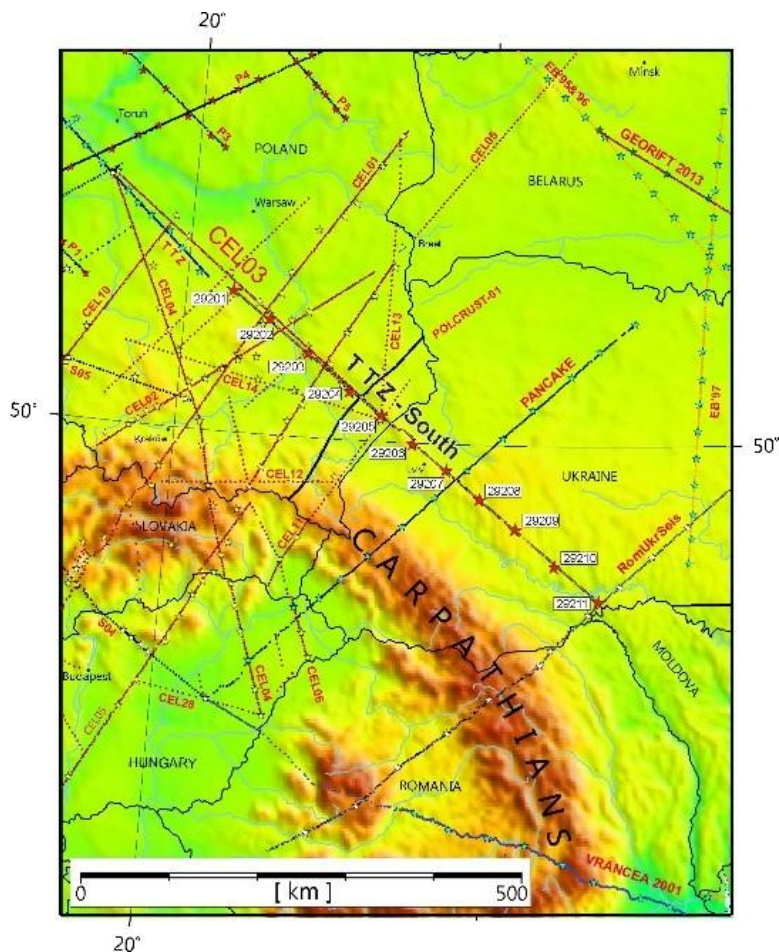 20°
Minsk
EB'95&'96
P4
P5
Toruń
P3
POLAND
CEL01
CEL05
GEORIFT 2013
BELARUS
Warsaw
CEL03
Brest
P1
TTZ
29201
CEL10
CEL04
29202
CEL13
POLCRUST-01
29203
TTZ-South
PANCAKE
S05
CEL14
29204
CEL02
EB'97
50°
29205
50°
Kraków
29206
CEL12
29207
UKRAINE
29208
SLOVAKIA
CEL11
29209
RomUkrSeis
CARPATHIANS
29210
29211
S04
MOLDOVA
Budapest
CEL05
CEL28
CEL04
CEL06
HUNGARY
ROMANIA
VRANCEA 2001
0 [ km ] 500
20°